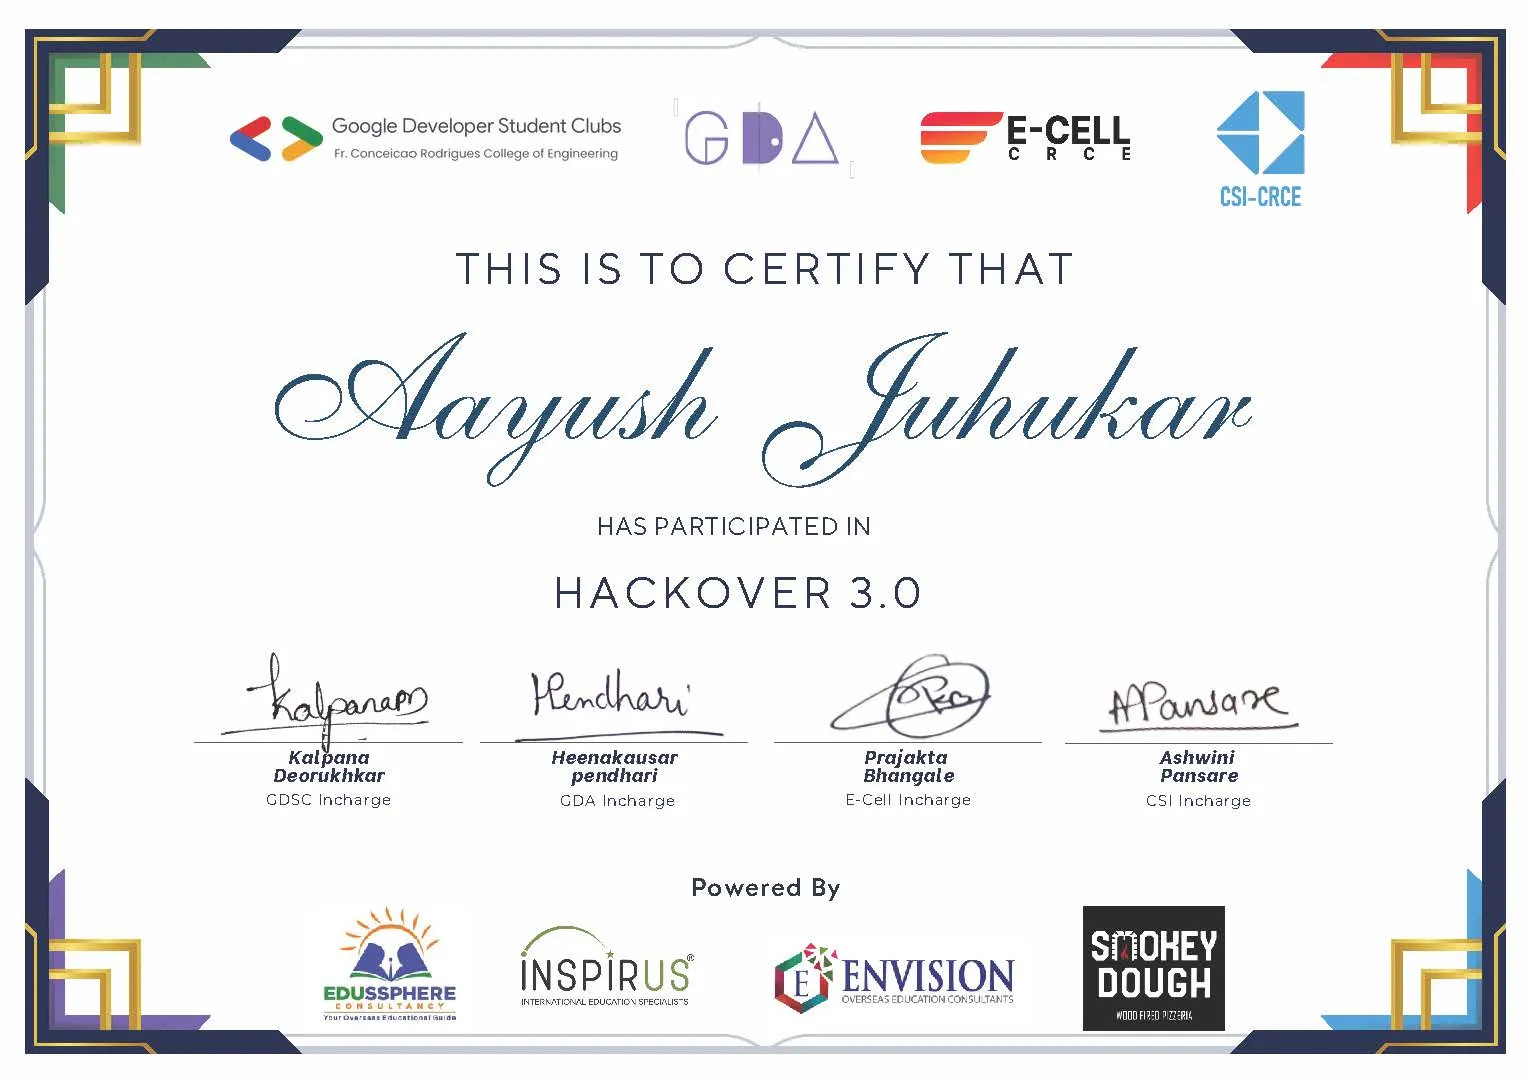 Google Developer Student Clubs
Fr. Conceicao Rodrigues College of Engineering
GDA
E-CELL
CRCE
CSI-CRCE
THIS IS TO CERTIFY THAT
Aayush Juhukar
HAS PARTICIPATED IN
HACKOVER 3.0
Kalpana
Deorukhkar
GDSC Incharge
Heenakausar
pendhari
GDA Incharge
Prajakta
Bhangale
E-Cell Incharge
Ashwini
Pansare
CSI Incharge
Powered By
EDUSSPHERE
CONSULTANCY
Your Overseas Educational Guide
INSPIRUS®
INTERNATIONAL EDUCATION SPECIALISTS
E ENVISION
OVERSEAS EDUCATION CONSULTANTS
SMOKEY
DOUGH
WOOD FIRED PIZZERIA